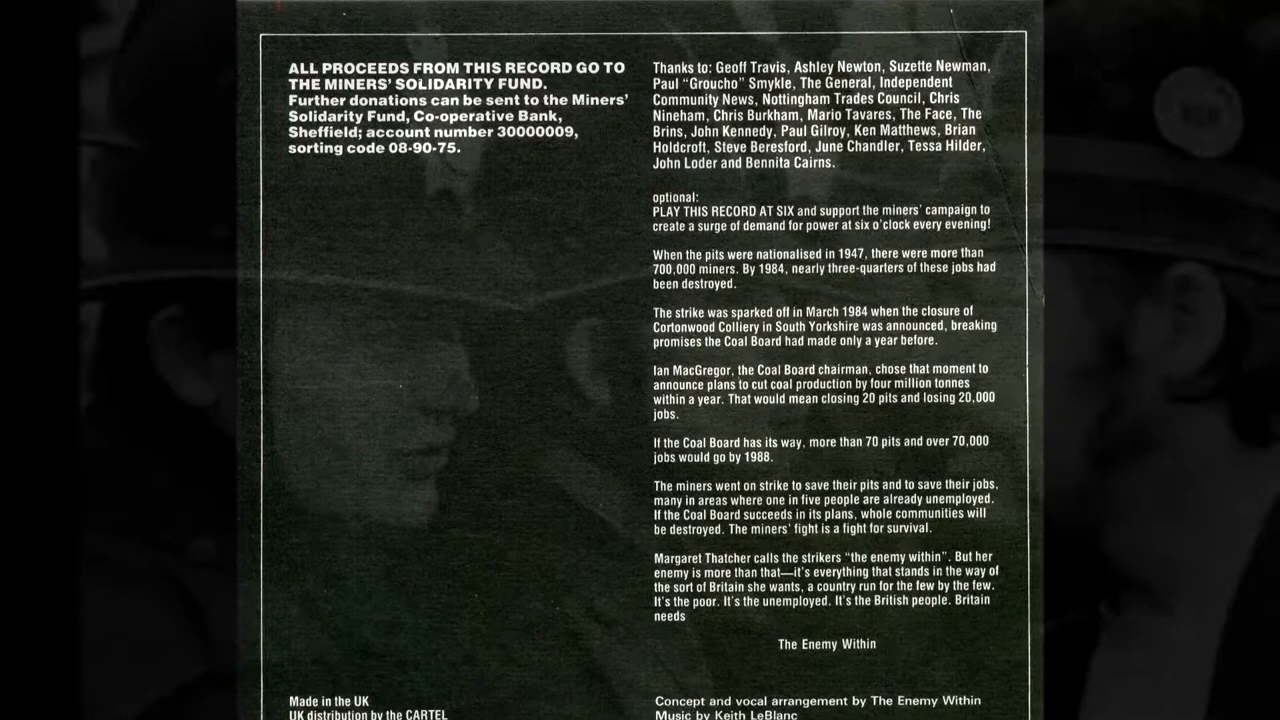 ALL PROCEEDS FROM THIS RECORD GO TO
THE MINERS' SOLIDARITY FUND.
Further donations can be sent to the Miners'
Solidarity Fund, Co-operative Bank,
Sheffield; account number 30000009,
sorting code 08-90-75.
Thanks to: Geoff Travis, Ashley Newton, Suzette Newman,
Paul “Groucho” Smykle, The General, Independent
Community News, Nottingham Trades Council, Chris
Nineham, Chris Burkham, Mario Tavares, The Face, The
Brins, John Kennedy, Paul Gilroy, Ken Matthews, Brian
Holdcroft, Steve Beresford, June Chandler, Tessa Hilder,
John Loder and Bennita Cairns.
optional:
PLAY THIS RECORD AT SIX and support the miners' campaign to
create a surge of demand for power at six o'clock every evening!
When the pits were nationalised in 1947, there were more than
700,000 miners. By 1984, nearly three-quarters of these jobs had
been destroyed.
The strike was sparked off in March 1984 when the closure of
Cortonwood Colliery in South Yorkshire was announced, breaking
promises the Coal Board had made only a year before.
Ian MacGregor, the Coal Board chairman, chose that moment to
announce plans to cut coal production by four million tonnes
within a year. That would mean closing 20 pits and losing 20,000
jobs.
If the Coal Board has its way, more than 70 pits and over 70,000
jobs would go by 1988.
The miners went on strike to save their pits and to save their jobs,
many in areas where one in five people are already unemployed.
If the Coal Board succeeds in its plans, whole communities will
be destroyed. The miners' fight is a fight for survival.
Margaret Thatcher calls the strikers “the enemy within”. But her
enemy is more than that—it's everything that stands in the way of
the sort of Britain she wants, a country run for the few by the few.
It's the poor. It's the unemployed. It's the British people. Britain
needs
The Enemy Within
Made in the UK
UK distribution by the CARTEL
Concept and vocal arrangement by The Enemy Within
Music by Keith LeBlanc